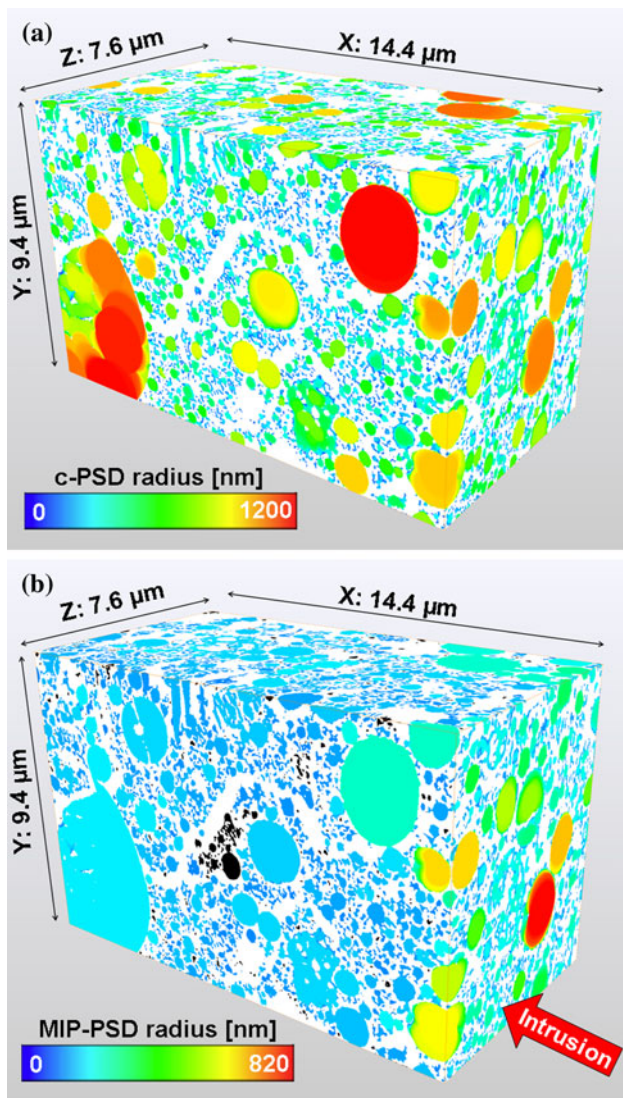 (a)
Z: 7.6 µm
X: 14.4 µm
Y: 9.4 µm
c-PSD radius [nm]
0 1200
(b)
Z: 7.6 µm
X: 14.4 µm
Y: 9.4 µm
MIP-PSD radius [nm]
0 820
Intrusion